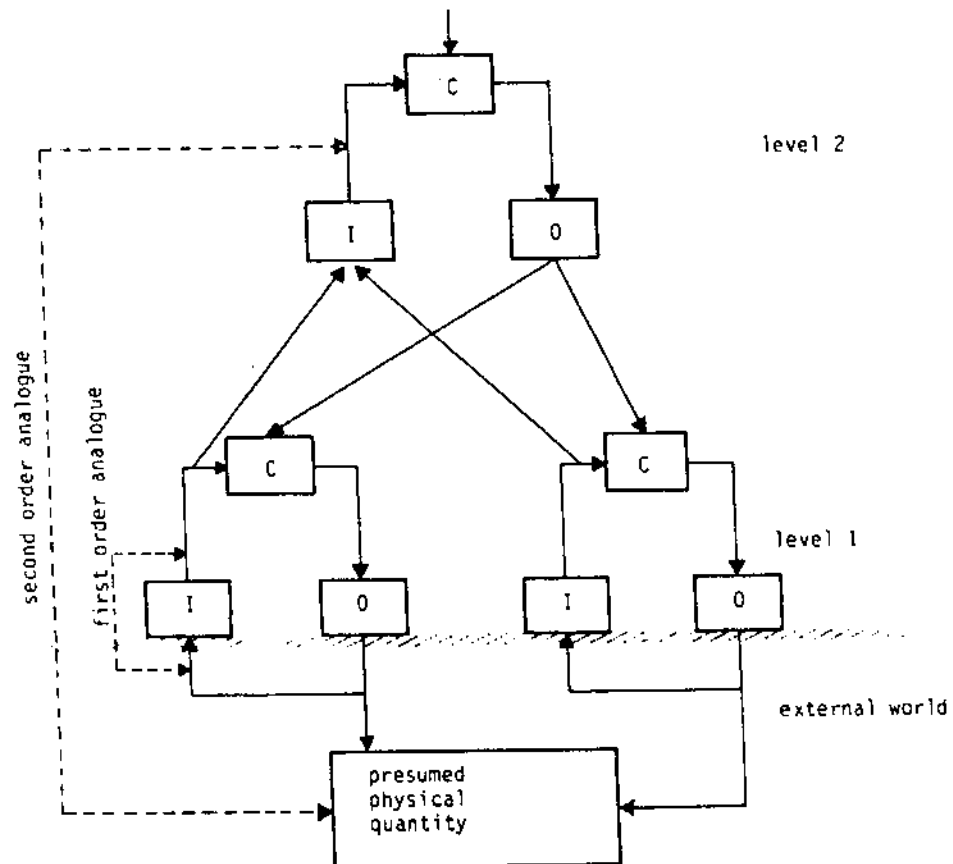 C
level 2
I
O
second order analogue
first order analogue
C
C
level 1
I
O
I
O
external world
presumed
physical
quantity